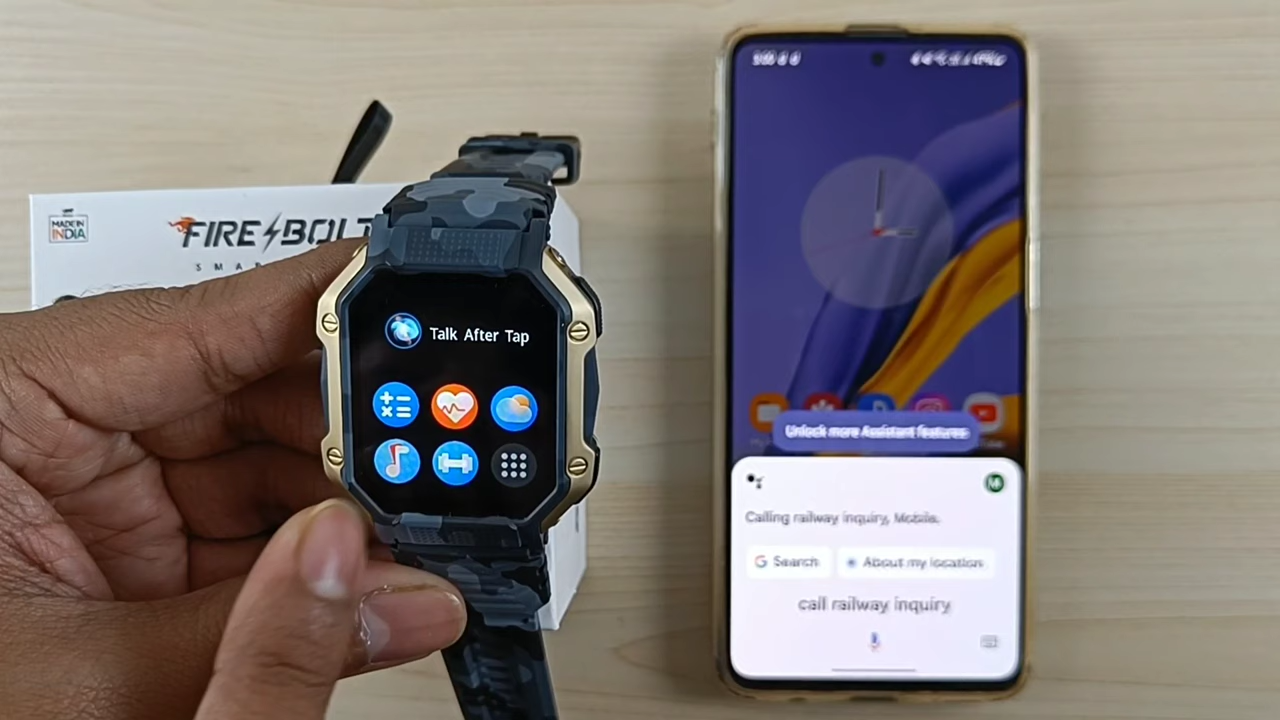 MADE IN
INDIA
FIRE BOLT
Talk After Tap
Unlock more Assistant features
Calling railway inquiry, Mobile.
Search
About my location
call railway inquiry
M